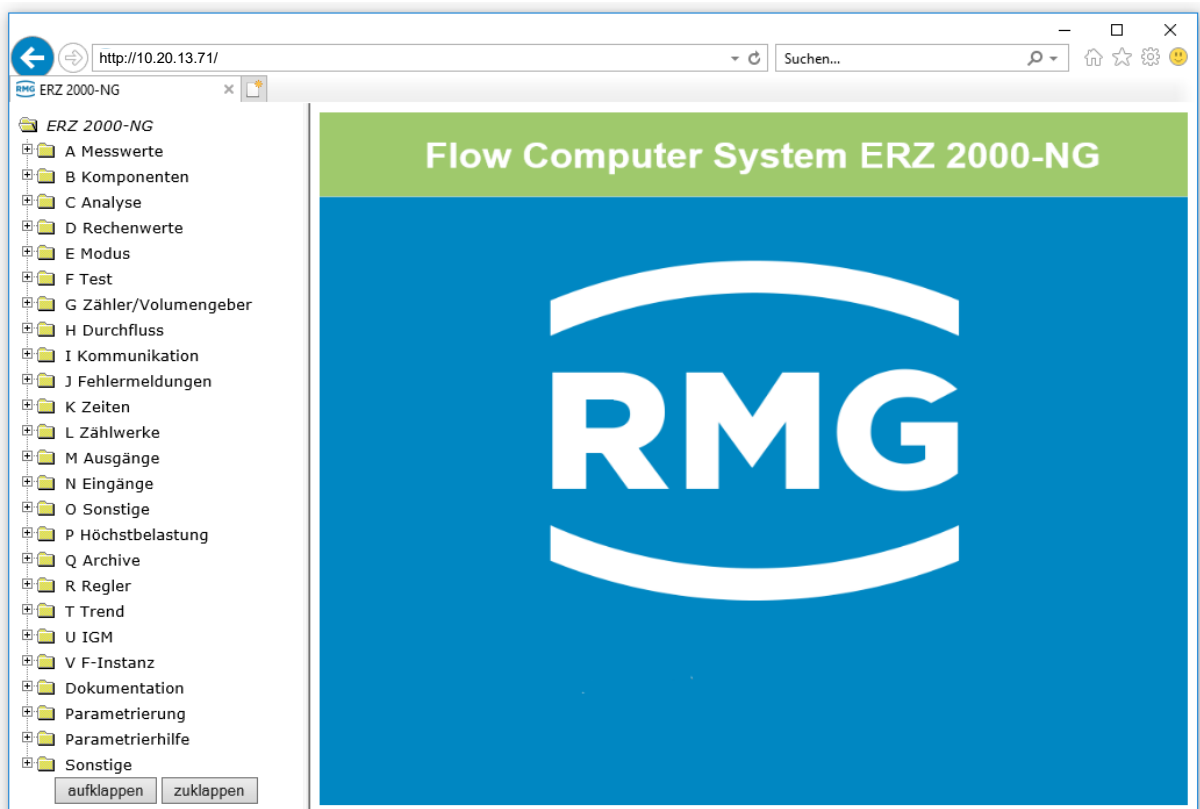 http://10.20.13.71/
Suchen...
RMG ERZ 2000-NG
ERZ 2000-NG
A Messwerte
B Komponenten
C Analyse
D Rechenwerte
E Modus
F Test
G Zähler/Volumengeber
H Durchfluss
I Kommunikation
J Fehlermeldungen
K Zeiten
L Zählwerke
M Ausgänge
N Eingänge
O Sonstige
P Höchstbelastung
Q Archive
R Regler
T Trend
U IGM
V F-Instanz
Dokumentation
Parametrierung
Parametrierhilfe
Sonstige
aufklappen zuklappen
Flow Computer System ERZ 2000-NG
RMG